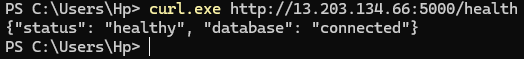 PS C:\Users\Hp> curl.exe http://13.203.134.66:5000/health
{"status": "healthy", "database": "connected"}
PS C:\Users\Hp>